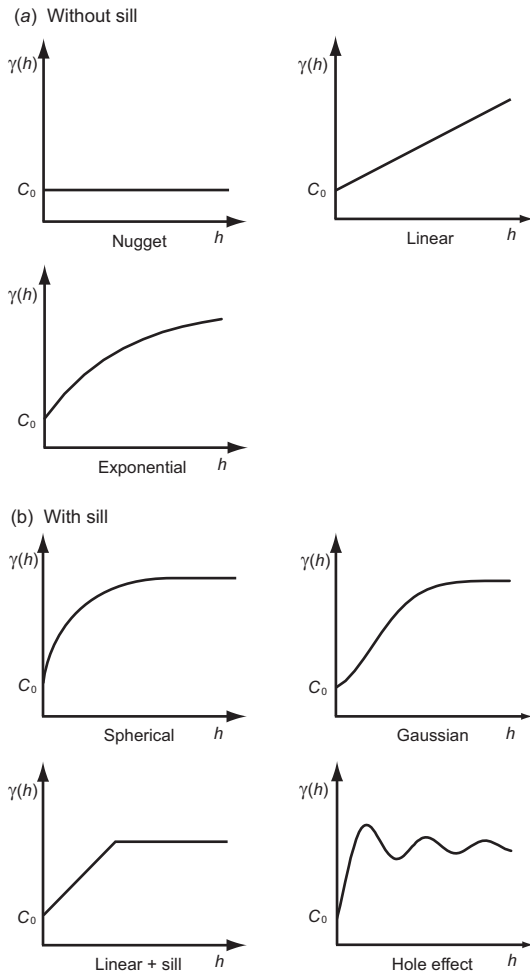 (a) Without sill
γ(h)
C0
Nugget
h
γ(h)
C0
Linear
h
γ(h)
C0
Exponential
h
(b) With sill
γ(h)
C0
Spherical
h
γ(h)
C0
Gaussian
h
γ(h)
C0
Linear + sill
h
γ(h)
C0
Hole effect
h